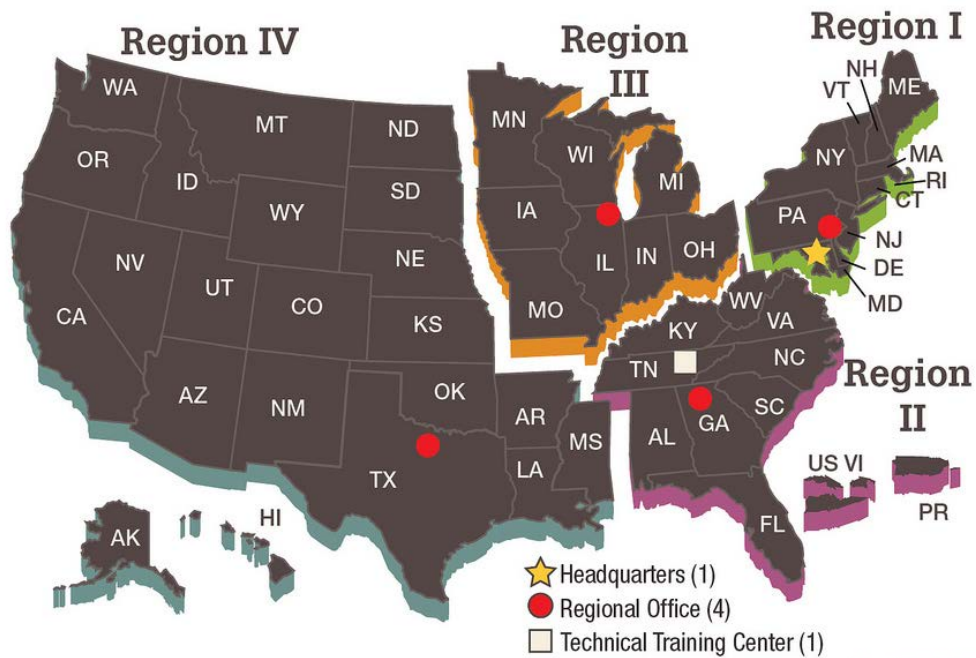 Region IV
Region
III
Region I
WA
MT
ND
MN
VT
NH
ME
OR
ID
SD
WI
MI
NY
MA
RI
CT
WY
IA
PA
NJ
NV
NE
IL
IN
OH
DE
MD
UT
CO
CA
KS
MO
WV
VA
KY
NC
TN
Region
II
AZ
NM
OK
AR
SC
GA
MS
AL
TX
LA
US VI
PR
FL
AK
HI
Headquarters (1)
Regional Office (4)
Technical Training Center (1)